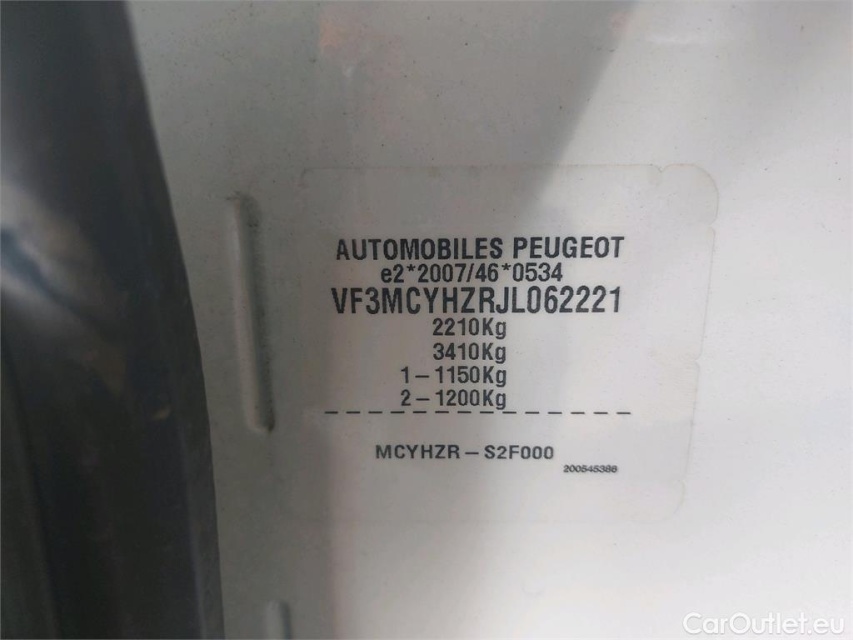 AUTOMOBILES PEUGEOT
e2*2007/46*0534
VF3MCYHZRJL062221
2210Kg
3410Kg
1-1150Kg
2-1200Kg
MCYHZR-S2F000
200545386
CarOutlet.eu